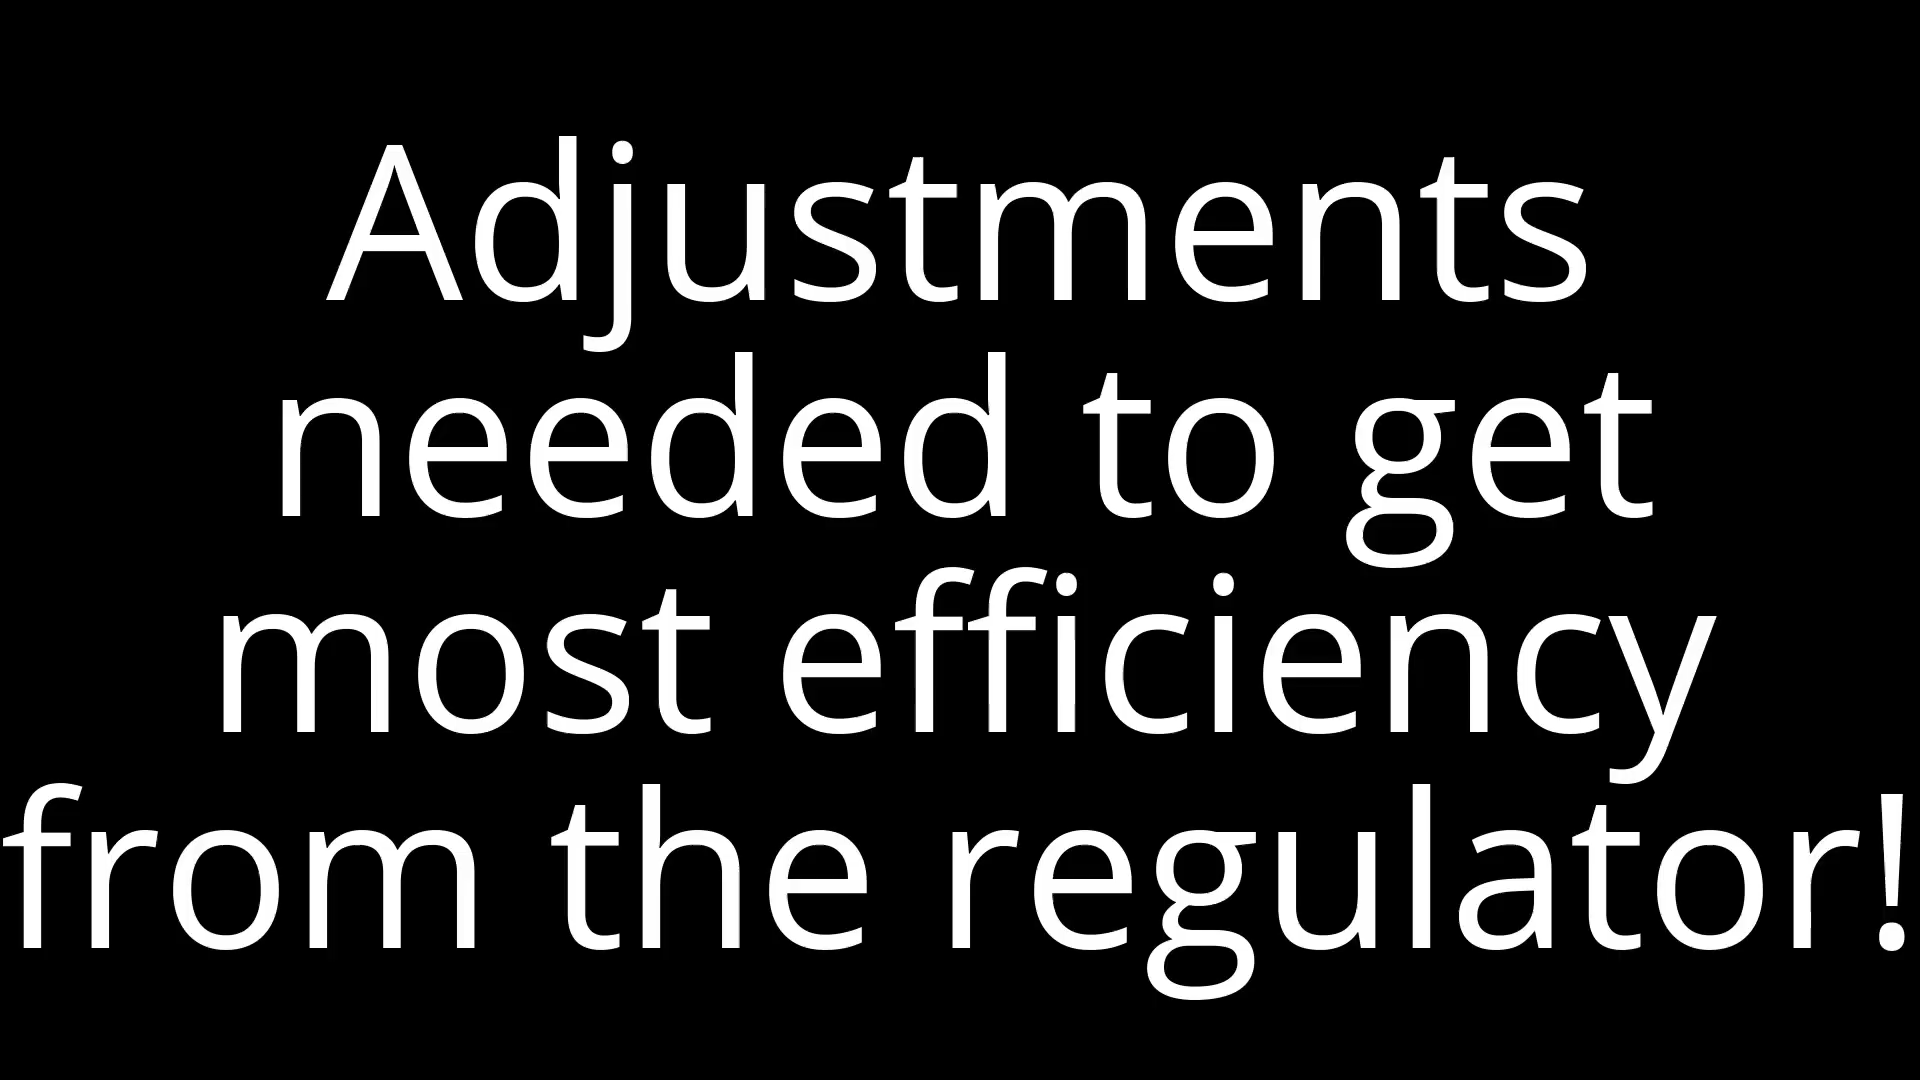 Adjustments
needed to get
most efficiency
from the regulator!